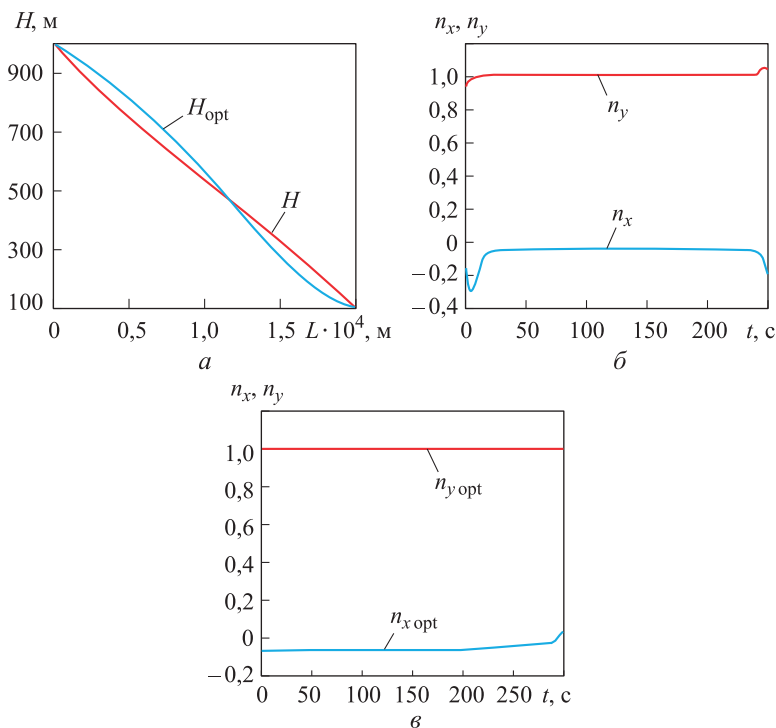 H, м
900
700
500
300
100
H_opt
H
0 0,5 1,0 1,5 L·10⁴, м
а
n_x, n_y
1,0
0,8
0,6
0,4
0,2
0
−0,2
−0,4
n_y
n_x
0 50 100 150 200 t, с
б
n_x, n_y
1,0
0,8
0,6
0,4
0,2
0
−0,2
n_y opt
n_x opt
0 50 100 150 200 250 t, с
в